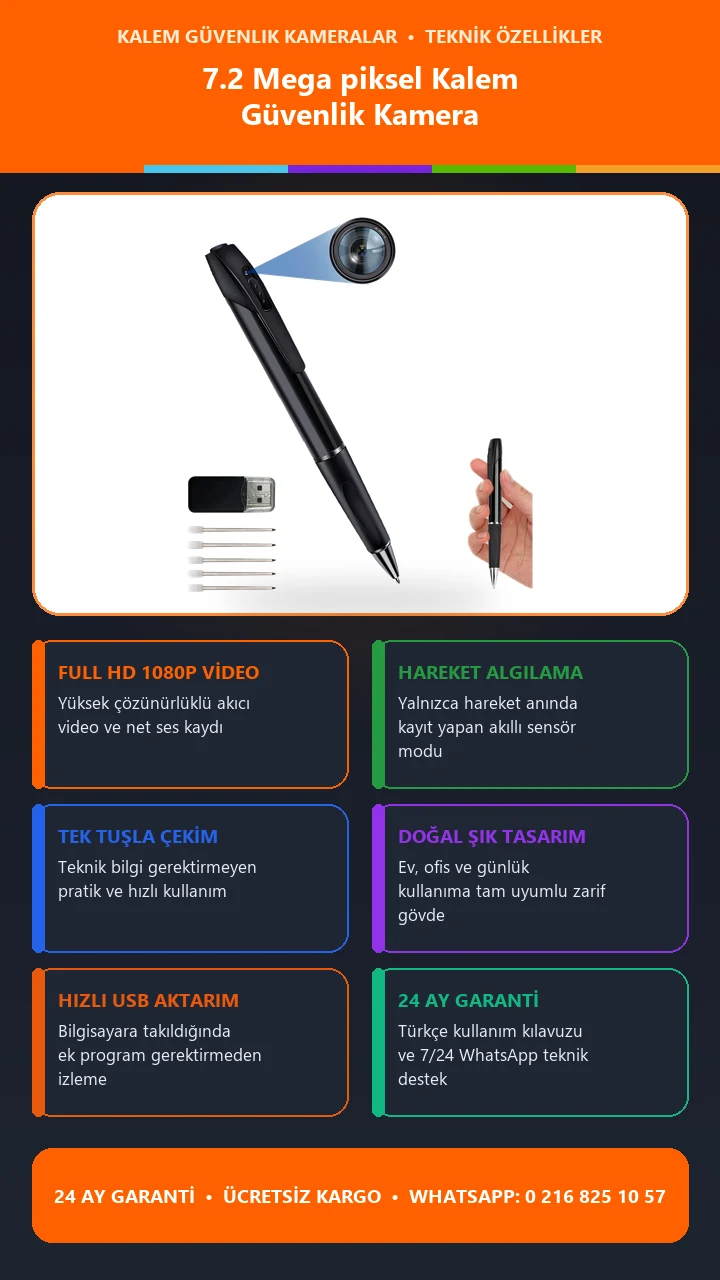 KALEM GÜVENLIK KAMERALAR • TEKNİK ÖZELLİKLER
7.2 Mega piksel Kalem
Güvenlik Kamera
FULL HD 1080P VİDEO
Yüksek çözünürlüklü akıcı
video ve net ses kaydı
HAREKET ALGILAMA
Yalnızca hareket anında
kayıt yapan akıllı sensör
modu
TEK TUŞLA ÇEKİM
Teknik bilgi gerektirmeyen
pratik ve hızlı kullanım
DOĞAL ŞIK TASARIM
Ev, ofis ve günlük
kullanıma tam uyumlu zarif
gövde
HIZLI USB AKTARIM
Bilgisayara takıldığında
ek program gerektirmeden
izleme
24 AY GARANTİ
Türkçe kullanım kılavuzu
ve 7/24 WhatsApp teknik
destek
24 AY GARANTİ • ÜCRETSİZ KARGO • WHATSAPP: 0 216 825 10 57